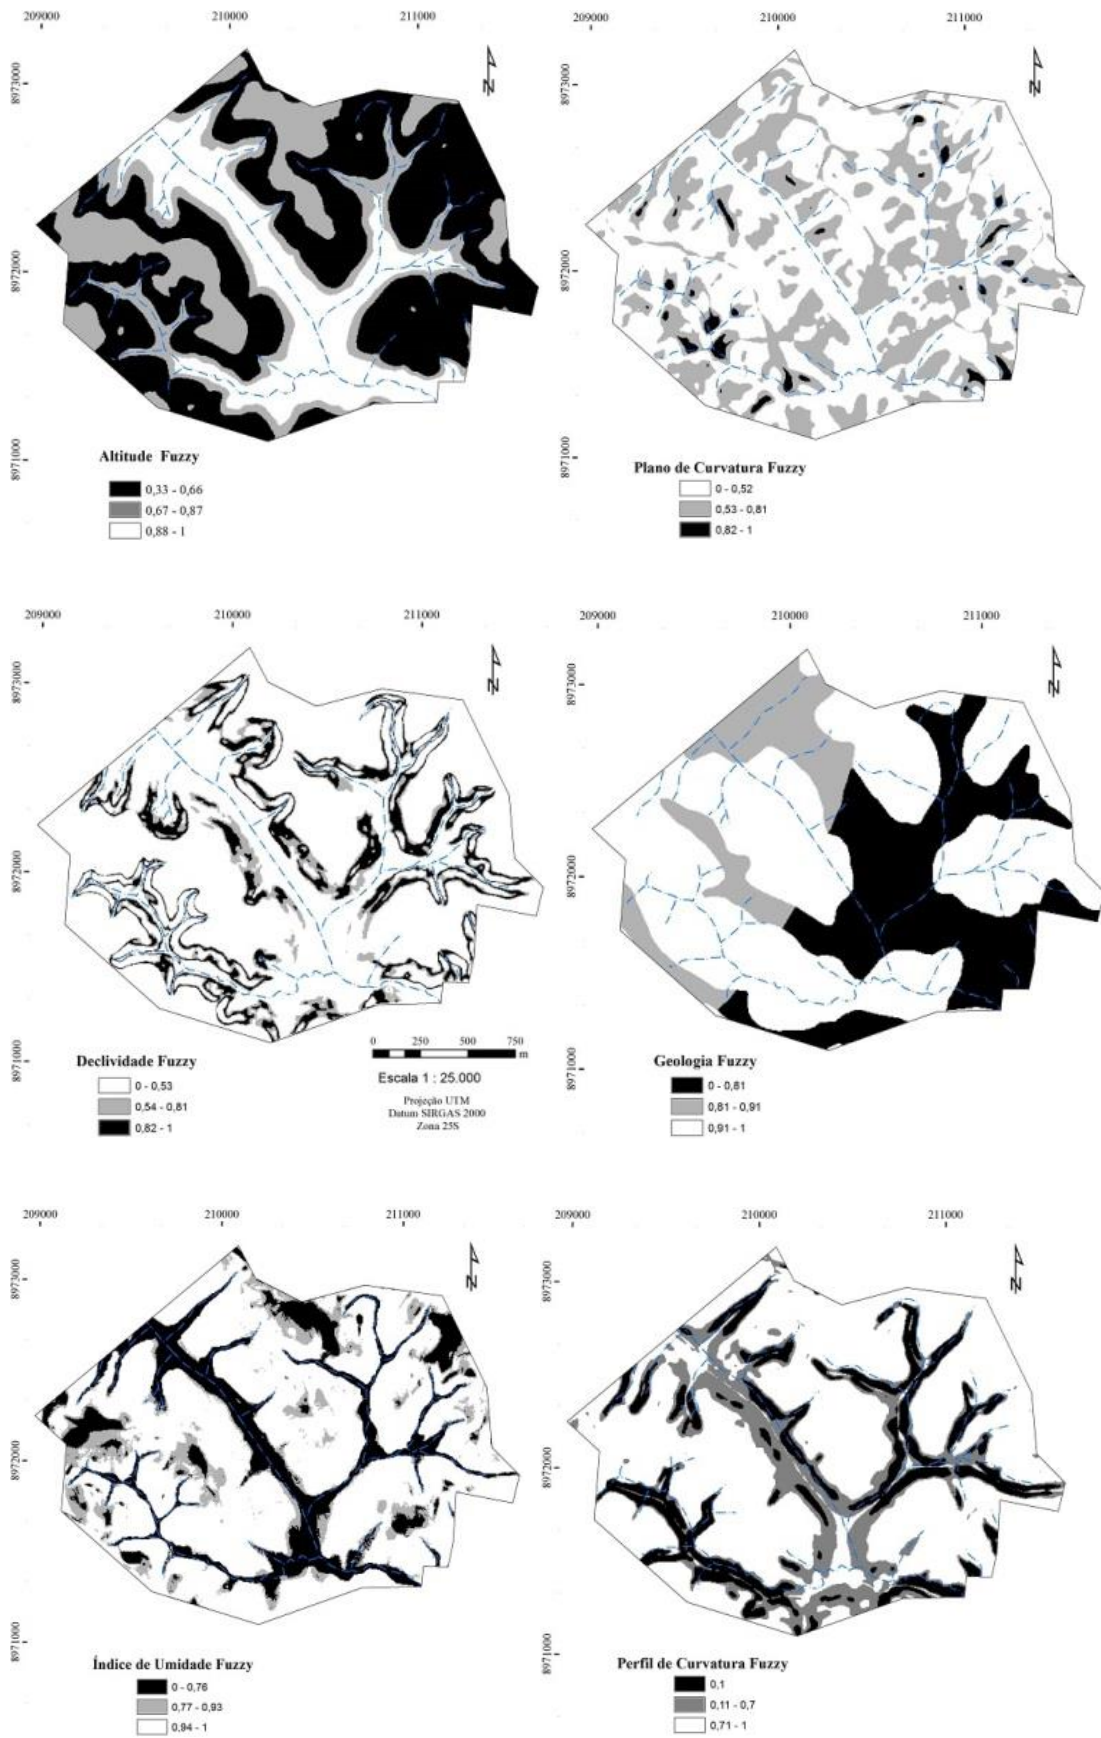 209000 210000 211000
209000 210000 211000
8973000
8972000
8971000
8973000
8972000
8971000
N
N
Altitude Fuzzy
0,33 - 0,66
0,67 - 0,87
0,88 - 1
Plano de Curvatura Fuzzy
0 - 0,52
0,53 - 0,81
0,82 - 1
209000 210000 211000
209000 210000 211000
8973000
8972000
8971000
8973000
8972000
8971000
N
N
Declividade Fuzzy
0 - 0,53
0,54 - 0,81
0,82 - 1
0 250 500 750
m
Escala 1 : 25.000
Projeção UTM
Datum SIRGAS 2000
Zona 25S
Geologia Fuzzy
0 - 0,81
0,81 - 0,91
0,91 - 1
209000 210000 211000
209000 210000 211000
8973000
8972000
8971000
8973000
8972000
8971000
N
N
Índice de Umidade Fuzzy
0 - 0,76
0,77 - 0,93
0,94 - 1
Perfil de Curvatura Fuzzy
0,1
0,11 - 0,7
0,71 - 1